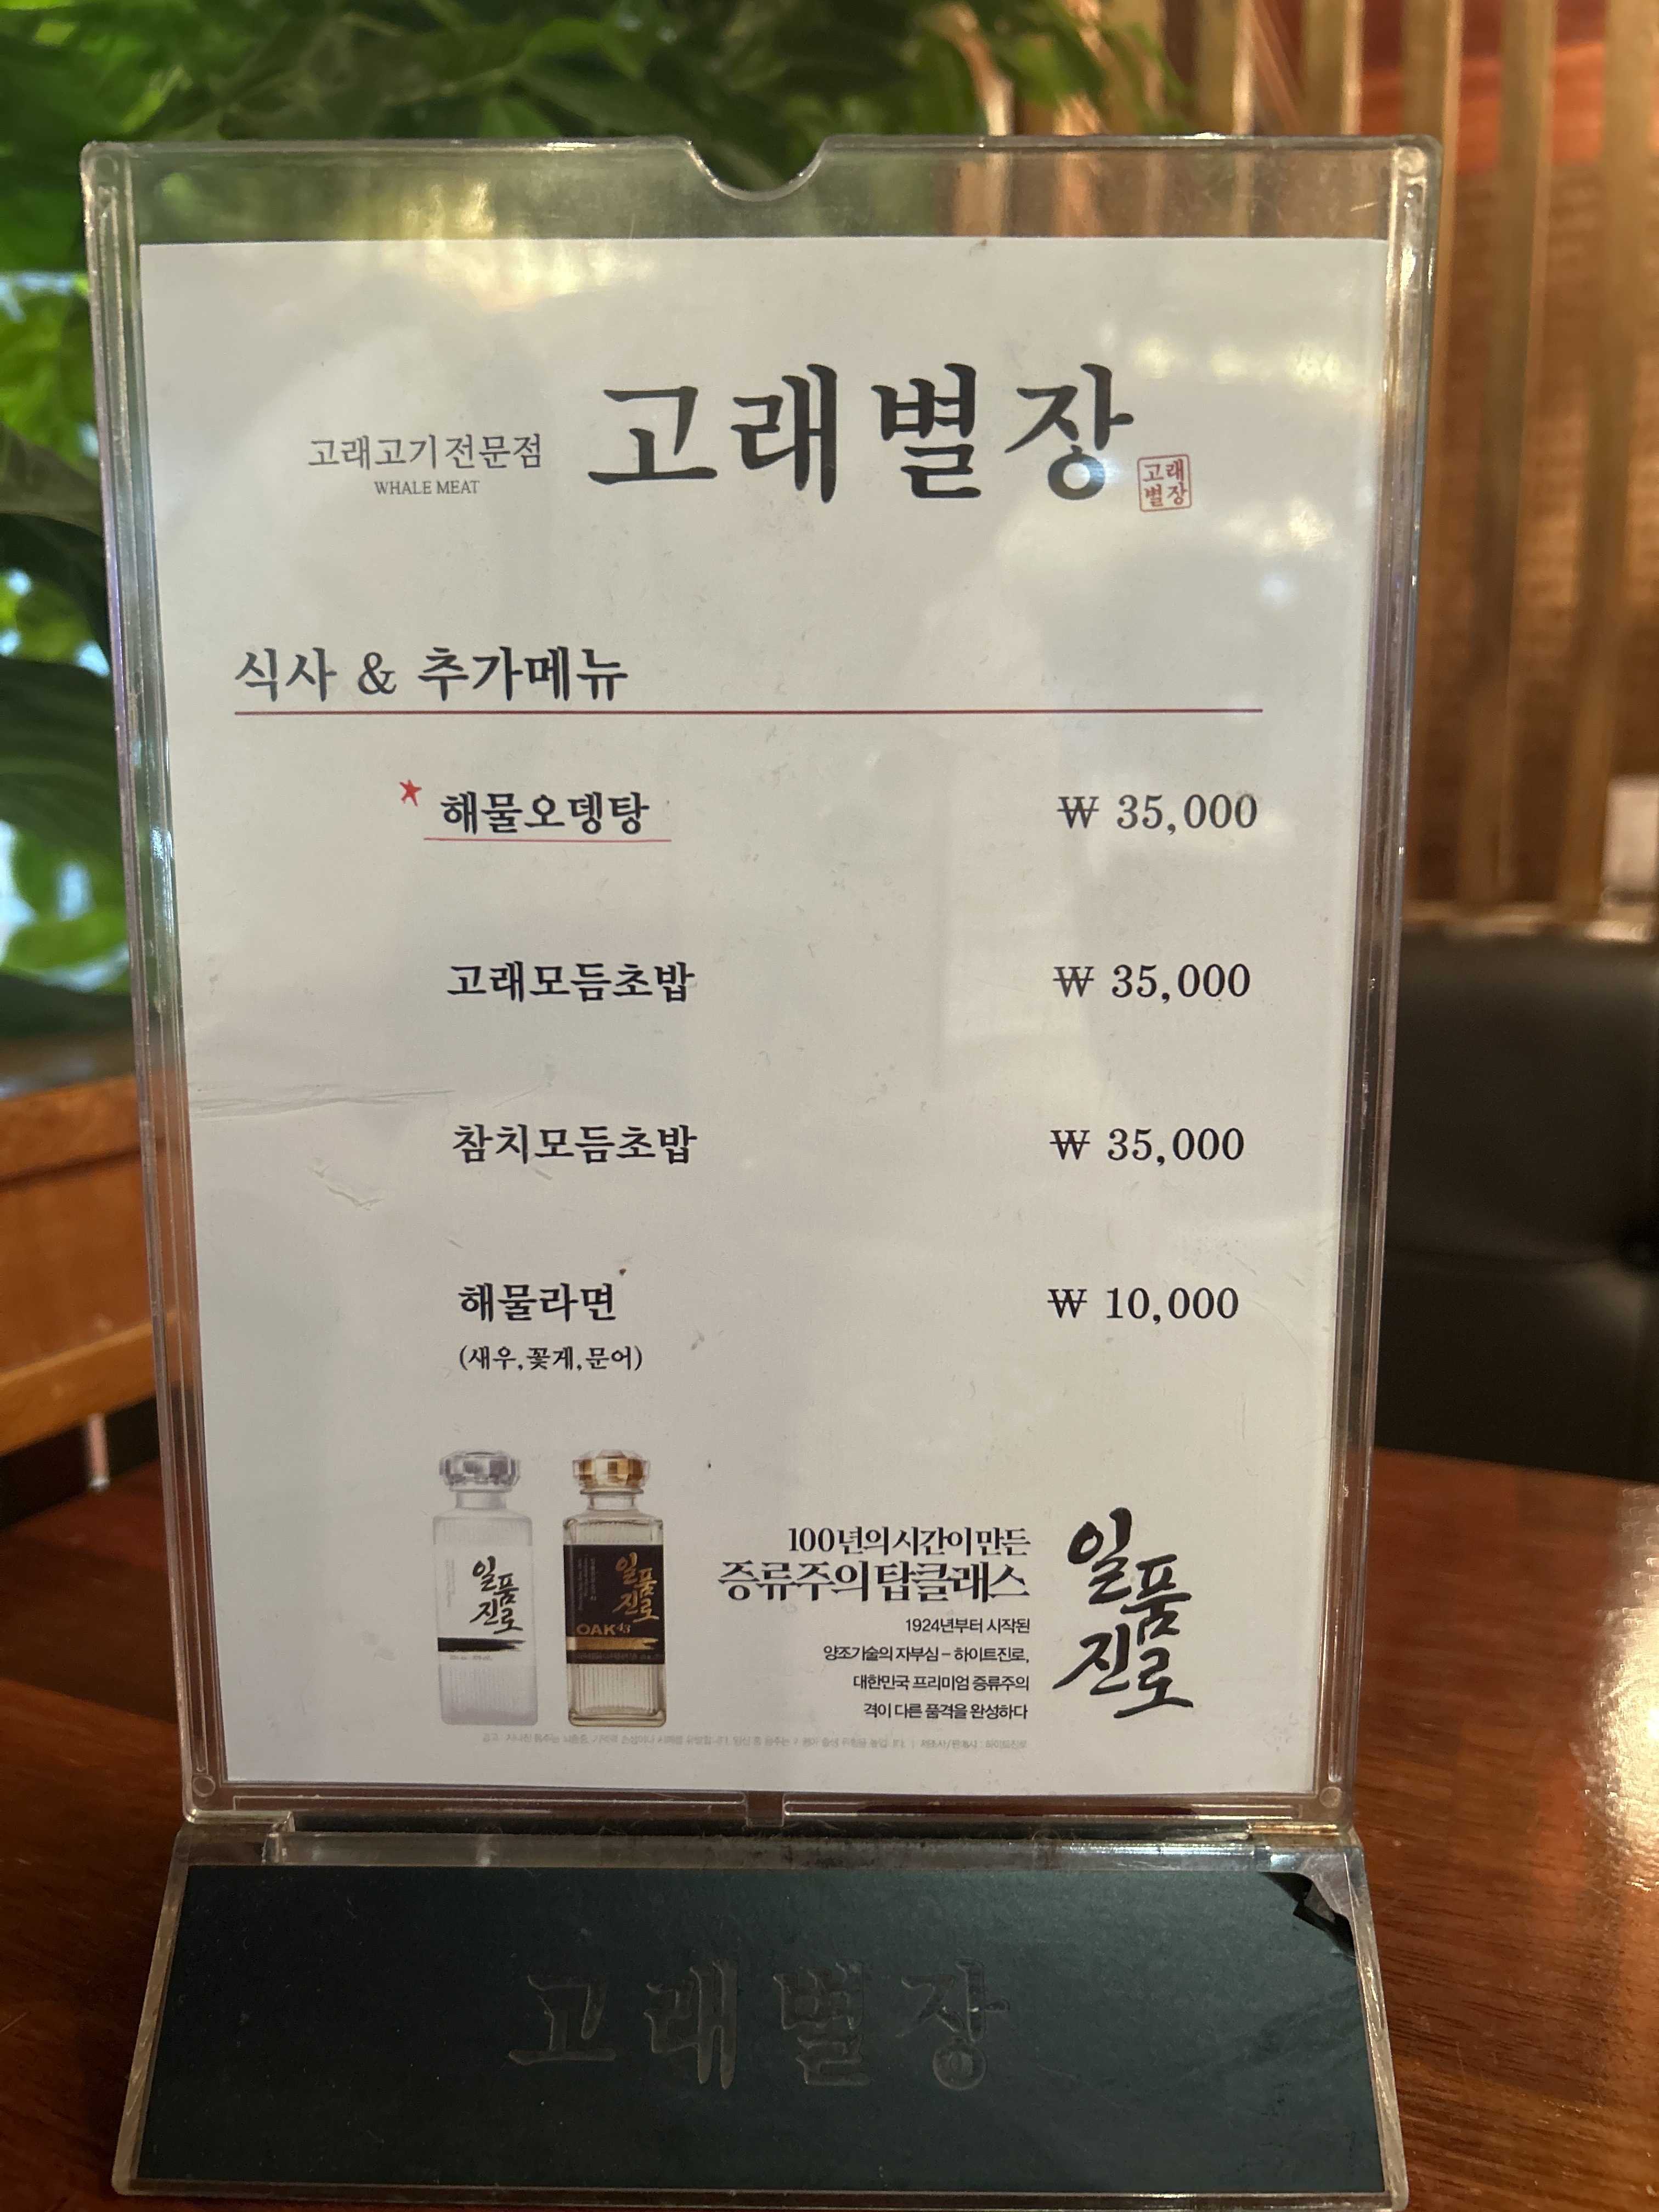 고래고기 전문점
WHALE MEAT
고래별장
고래
별장
식사 & 추가메뉴
해물오뎅탕 ₩ 35,000
고래모듬초밥 ₩ 35,000
참치모듬초밥 ₩ 35,000
해물라면 ₩ 10,000
(새우,꽃게,문어)
일품
진로
일품
진로
OAK43
100년의 시간이 만든
증류주의 탑클래스
1924년부터 시작된
양조기술의 자부심 – 하이트진로,
대한민국 프리미엄 증류주의
격이 다른 품격을 완성하다
일품
진로
고래별장